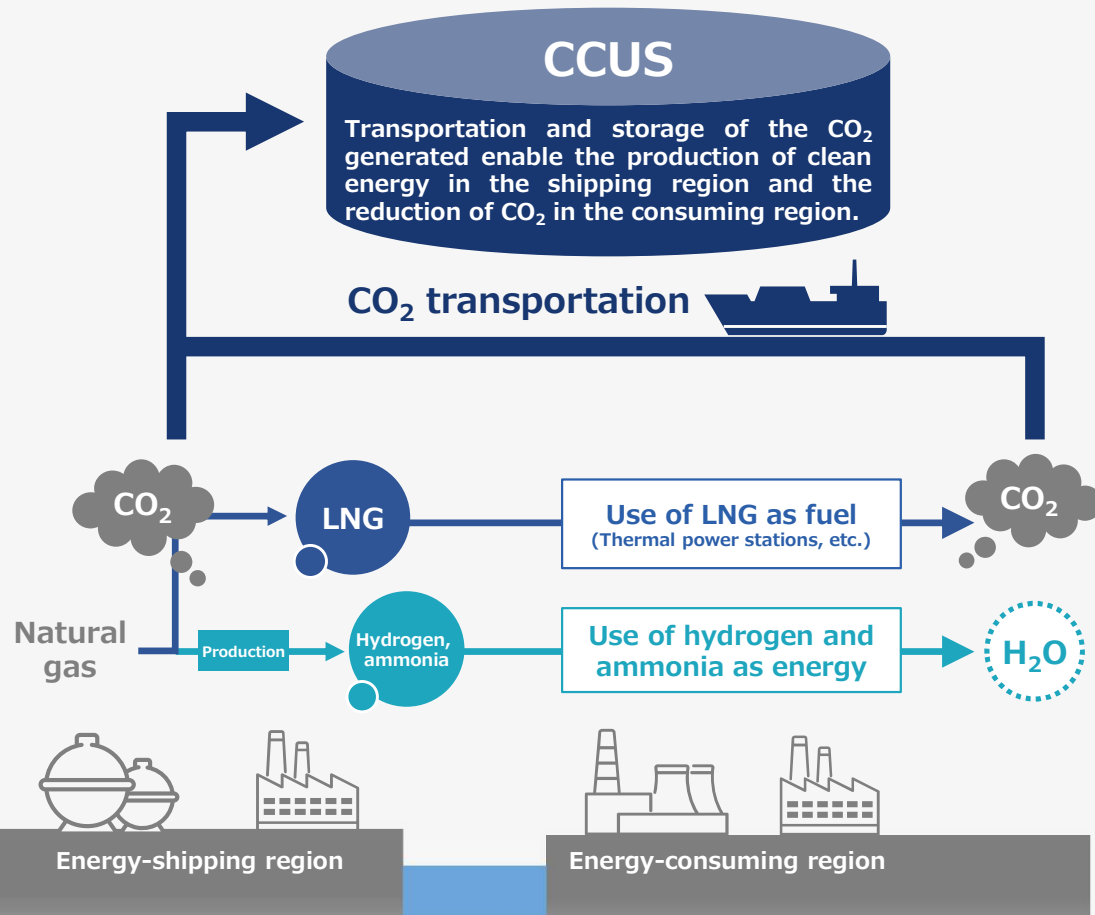 CCUS
Transportation and storage of the CO₂
generated enable the production of clean
energy in the shipping region and the
reduction of CO₂ in the consuming region.
CO₂ transportation
CO₂
LNG
Use of LNG as fuel
(Thermal power stations, etc.)
CO₂
Natural
gas
Production
Hydrogen,
ammonia
Use of hydrogen and
ammonia as energy
H₂O
Energy-shipping region
Energy-consuming region